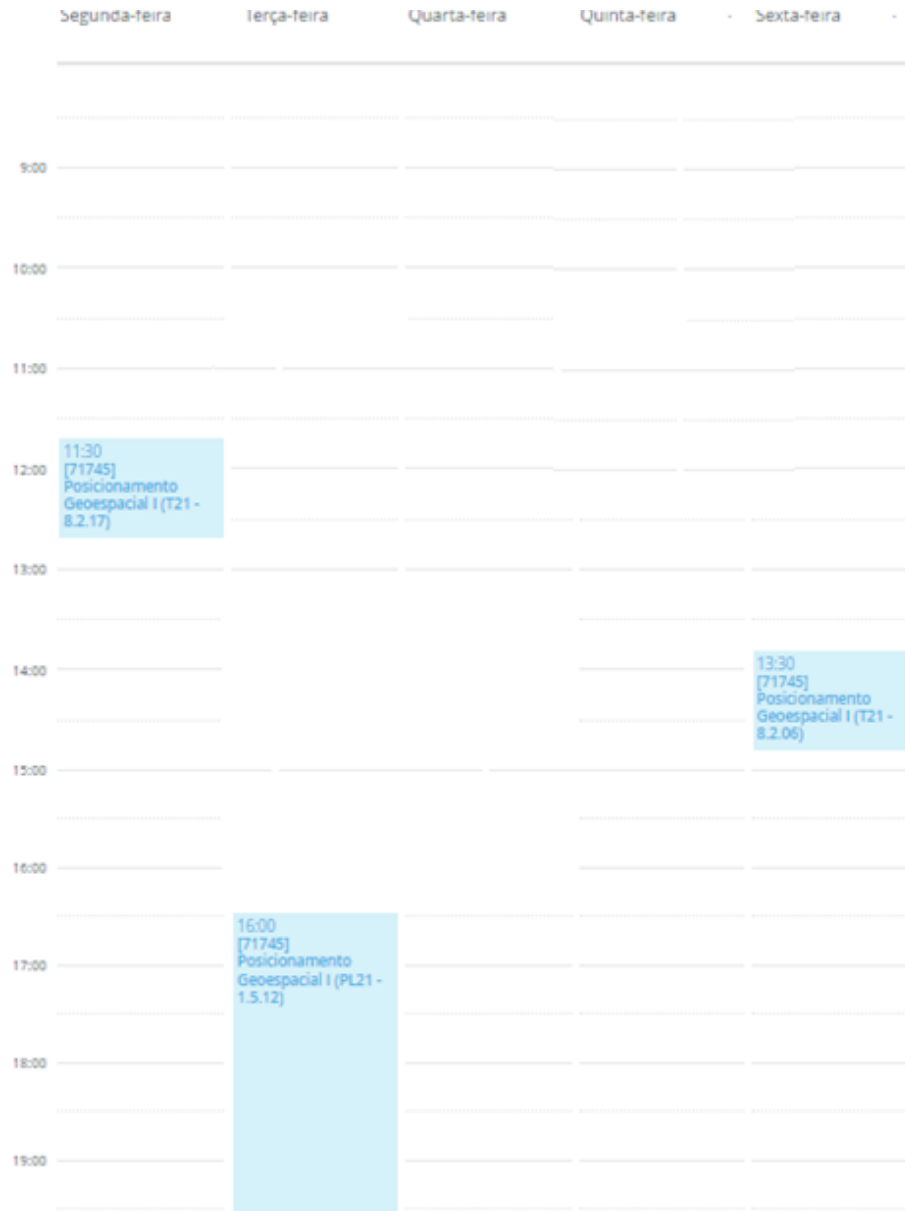 Segunda-feira
Terça-feira
Quarta-feira
Quinta-feira
Sexta-feira
9:00
10:00
11:00
11:30
[71745]
Posicionamento
Geoespacial I (T21 -
8.2.17)
12:00
13:00
13:30
[71745]
Posicionamento
Geoespacial I (T21 -
8.2.06)
14:00
15:00
16:00
16:00
[71745]
Posicionamento
Geoespacial I (PL21 -
1.5.12)
17:00
18:00
19:00